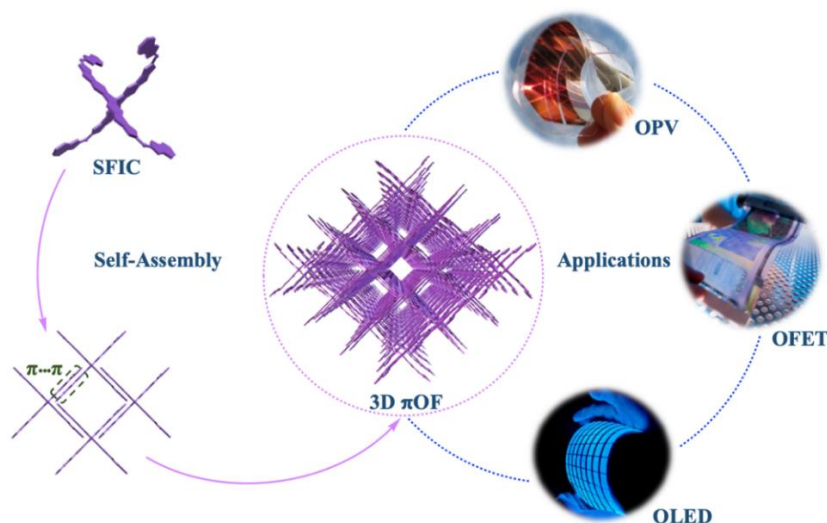 SFIC
Self-Assembly
π···π
3D πOF
Applications
OPV
OFET
OLED